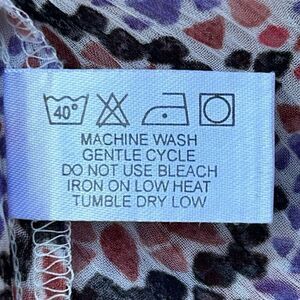 40°
MACHINE WASH
GENTLE CYCLE
DO NOT USE BLEACH
IRON ON LOW HEAT
TUMBLE DRY LOW